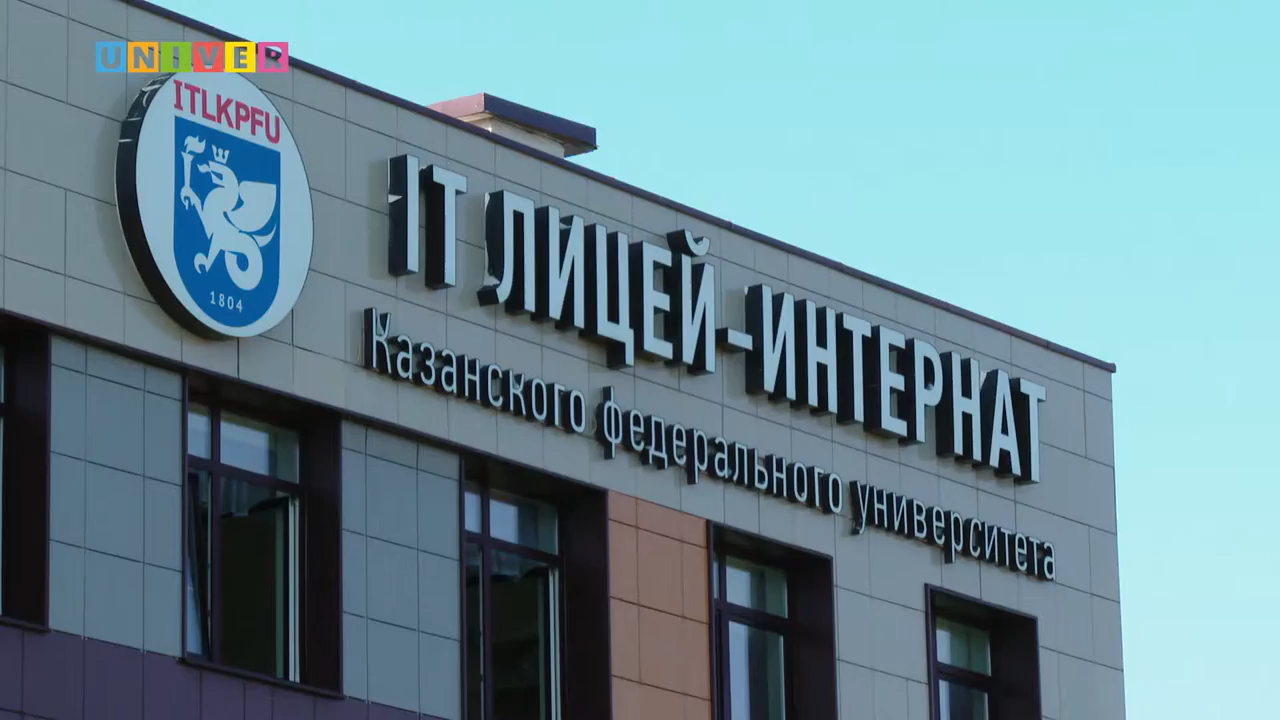 UNIVER
ITLKPFU
1804
IT ЛИЦЕЙ-ИНТЕРНАТ
Казанского федерального университета